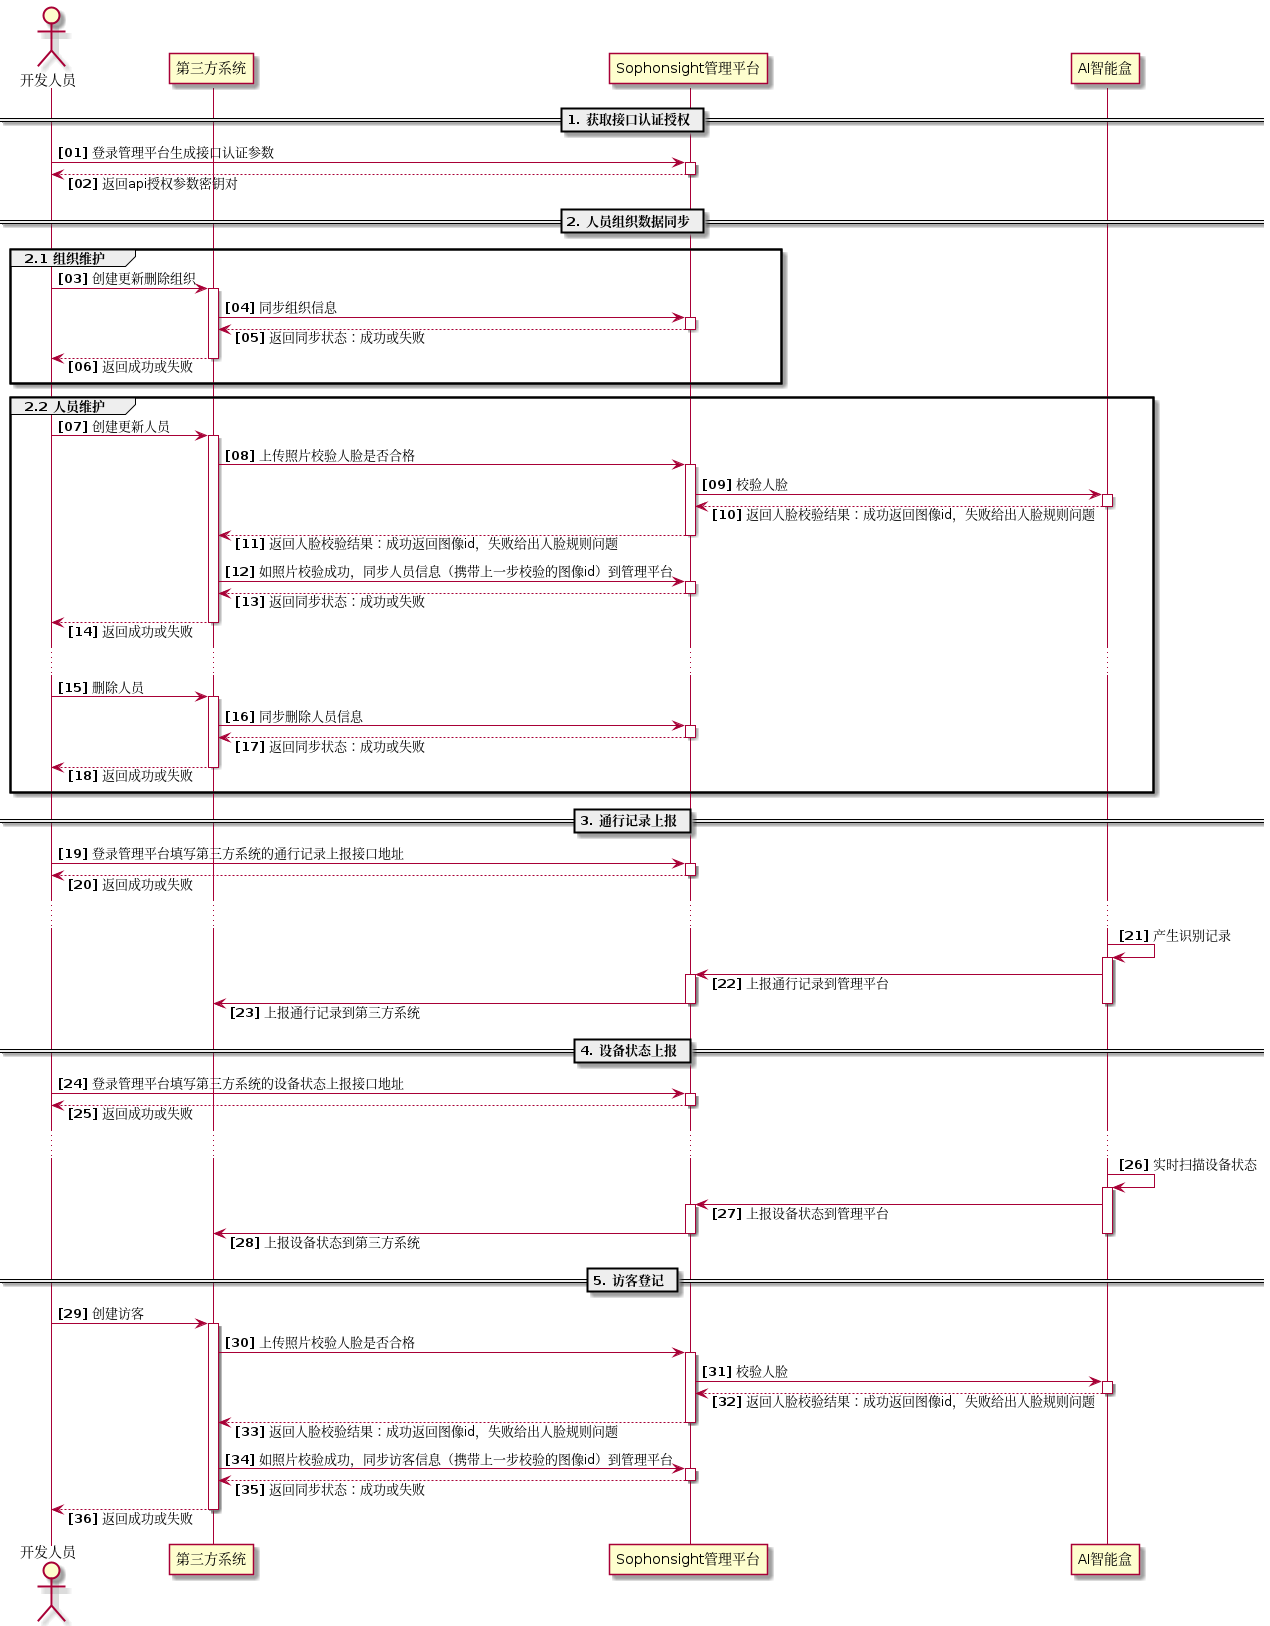 开发人员
第三方系统
Sophonsight管理平台
AI智能盒
1. 获取接口认证授权
[01] 登录管理平台生成接口认证参数
[02] 返回api授权参数密钥对
2. 人员组织数据同步
2.1 组织维护
[03] 创建更新删除组织
[04] 同步组织信息
[05] 返回同步状态：成功或失败
[06] 返回成功或失败
2.2 人员维护
[07] 创建更新人员
[08] 上传照片校验人脸是否合格
[09] 校验人脸
[10] 返回人脸校验结果：成功返回图像id，失败给出人脸规则问题
[11] 返回人脸校验结果：成功返回图像id，失败给出人脸规则问题
[12] 如照片校验成功，同步人员信息（携带上一步校验的图像id）到管理平台
[13] 返回同步状态：成功或失败
[14] 返回成功或失败
[15] 删除人员
[16] 同步删除人员信息
[17] 返回同步状态：成功或失败
[18] 返回成功或失败
3. 通行记录上报
[19] 登录管理平台填写第三方系统的通行记录上报接口地址
[20] 返回成功或失败
[21] 产生识别记录
[22] 上报通行记录到管理平台
[23] 上报通行记录到第三方系统
4. 设备状态上报
[24] 登录管理平台填写第三方系统的设备状态上报接口地址
[25] 返回成功或失败
[26] 实时扫描设备状态
[27] 上报设备状态到管理平台
[28] 上报设备状态到第三方系统
5. 访客登记
[29] 创建访客
[30] 上传照片校验人脸是否合格
[31] 校验人脸
[32] 返回人脸校验结果：成功返回图像id，失败给出人脸规则问题
[33] 返回人脸校验结果：成功返回图像id，失败给出人脸规则问题
[34] 如照片校验成功，同步访客信息（携带上一步校验的图像id）到管理平台
[35] 返回同步状态：成功或失败
[36] 返回成功或失败
开发人员
第三方系统
Sophonsight管理平台
AI智能盒